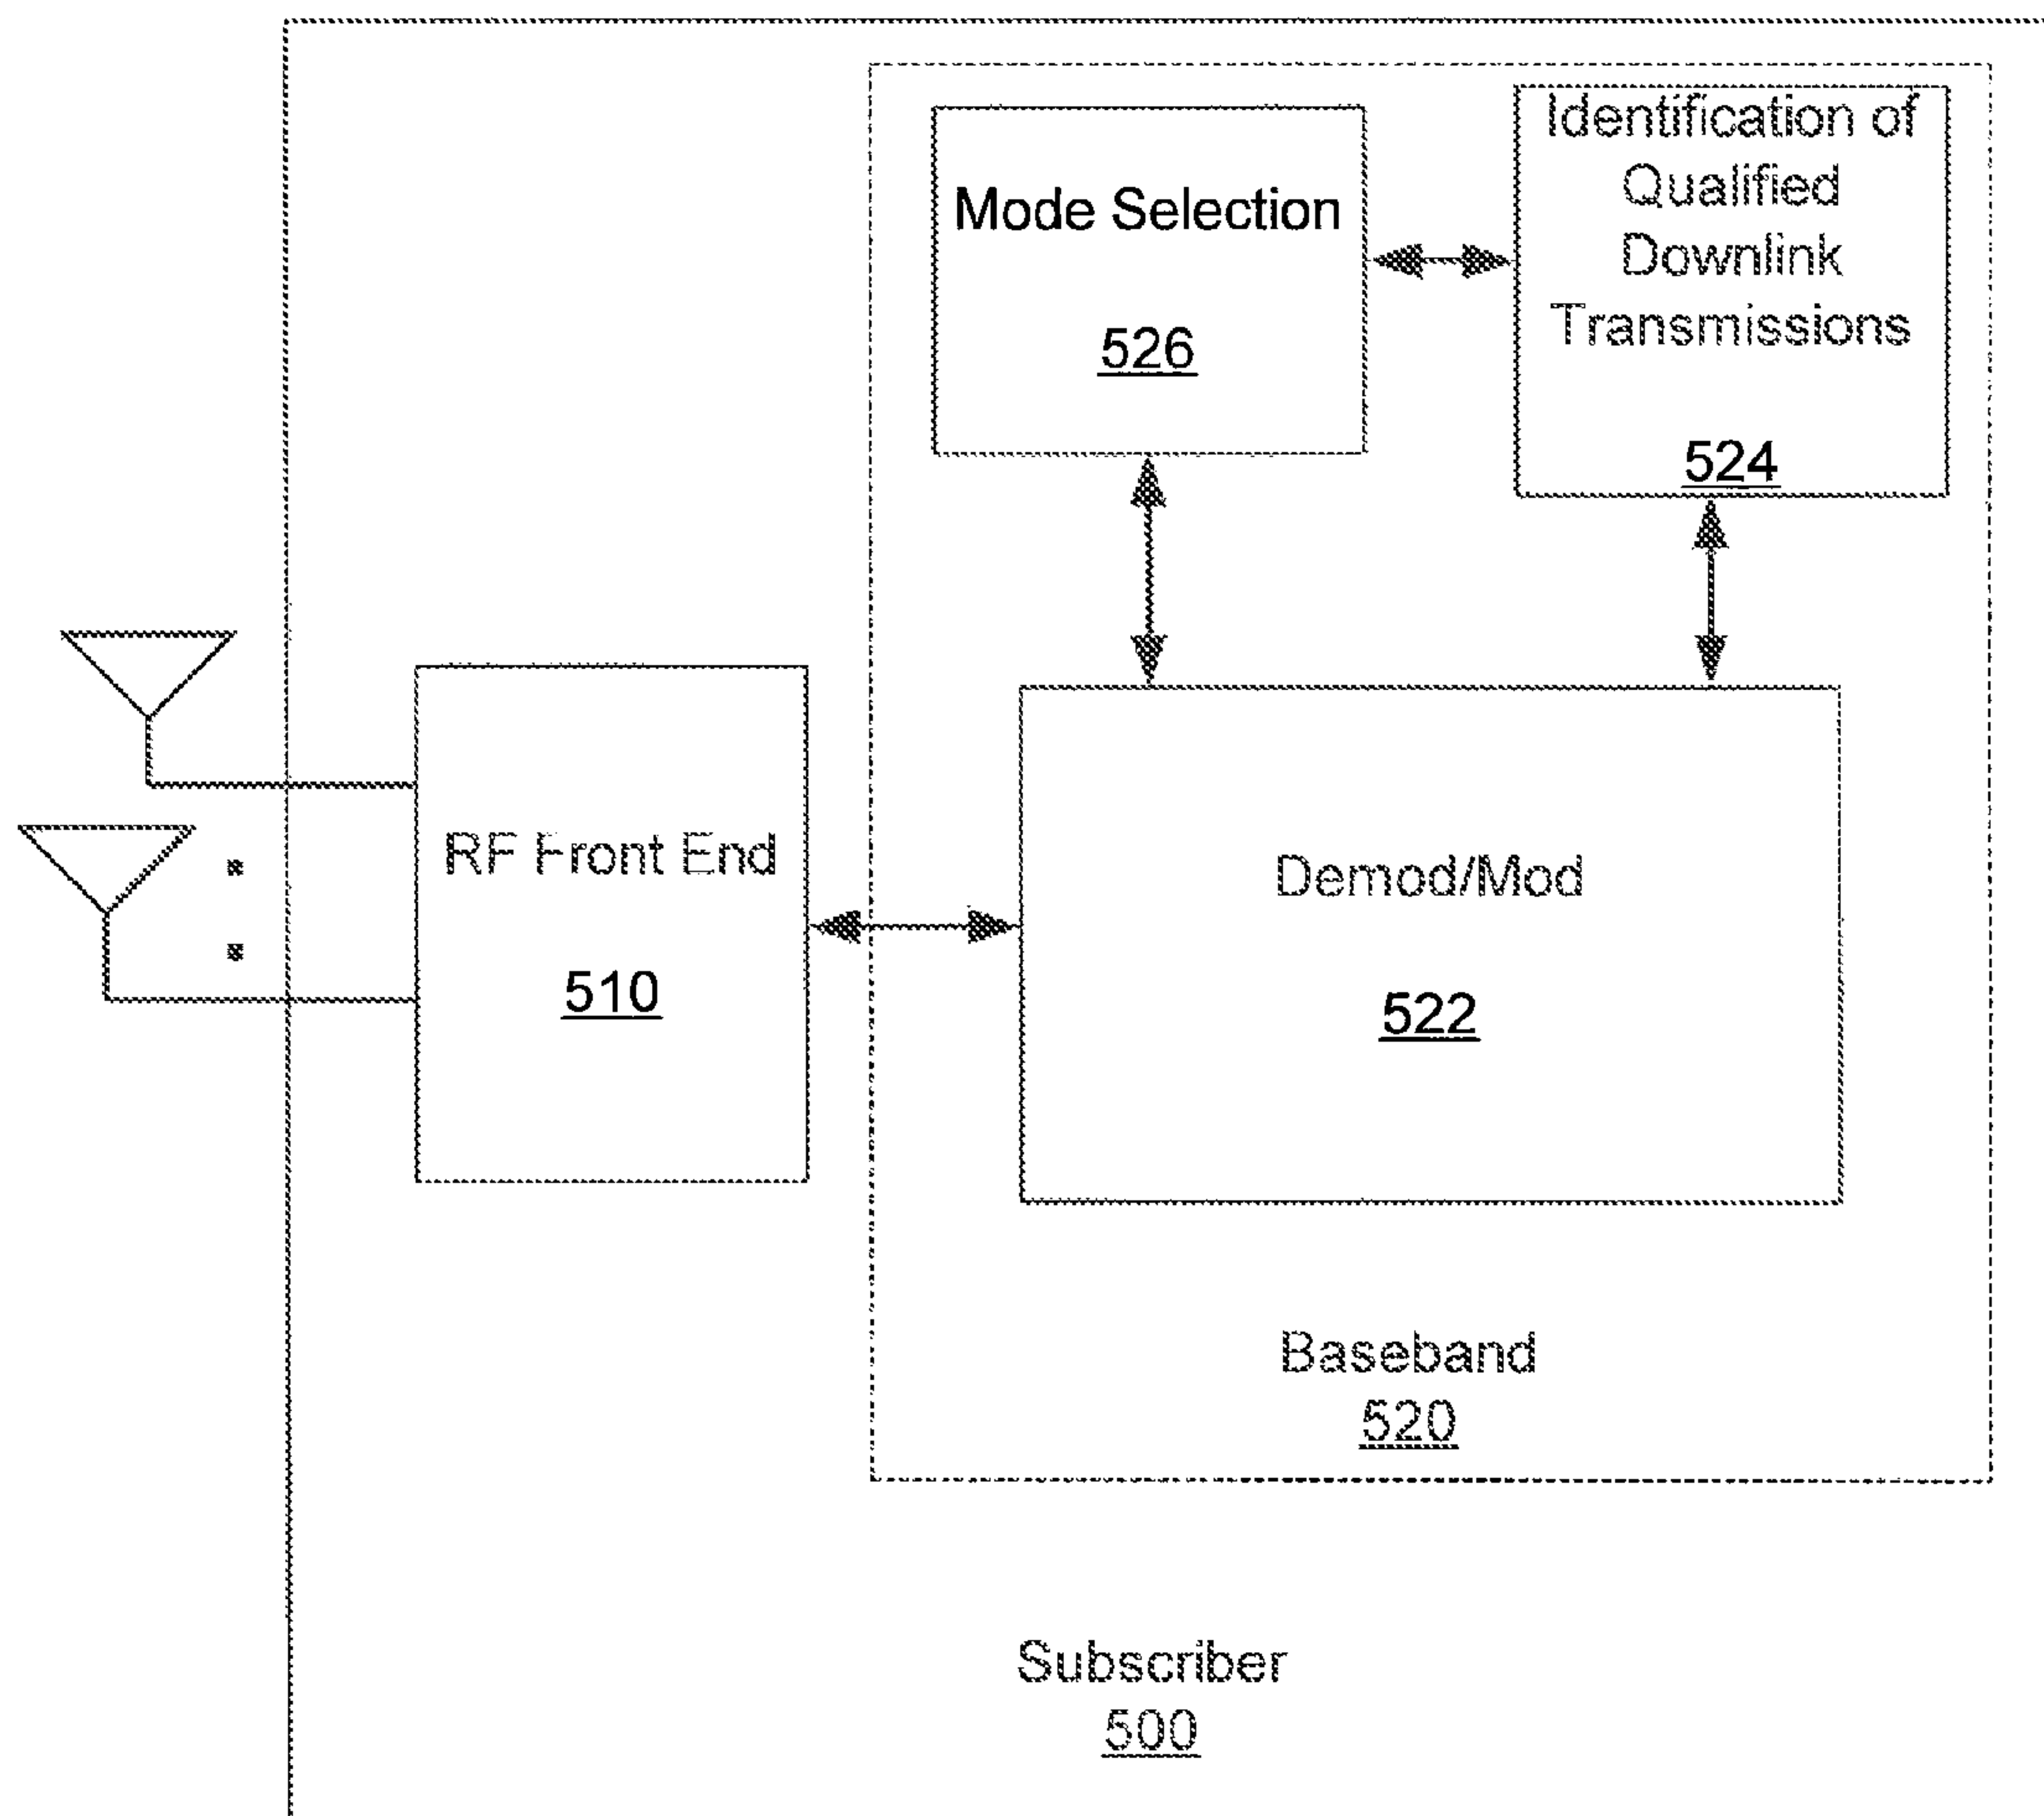 Identification of
Qualified
Downlink
Transmissions
524
Mode Selection
526
RF Front End
510
Demod/Mod
522
Baseband
520
Subscriber
500